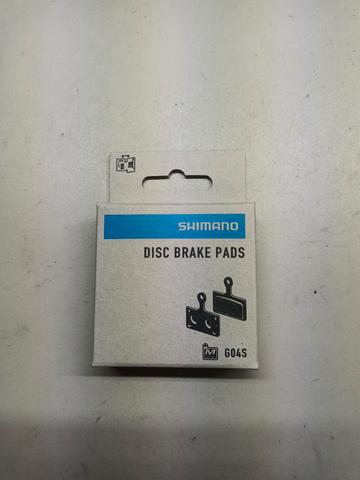 SHIMANO
DISC BRAKE PADS
M
G04S